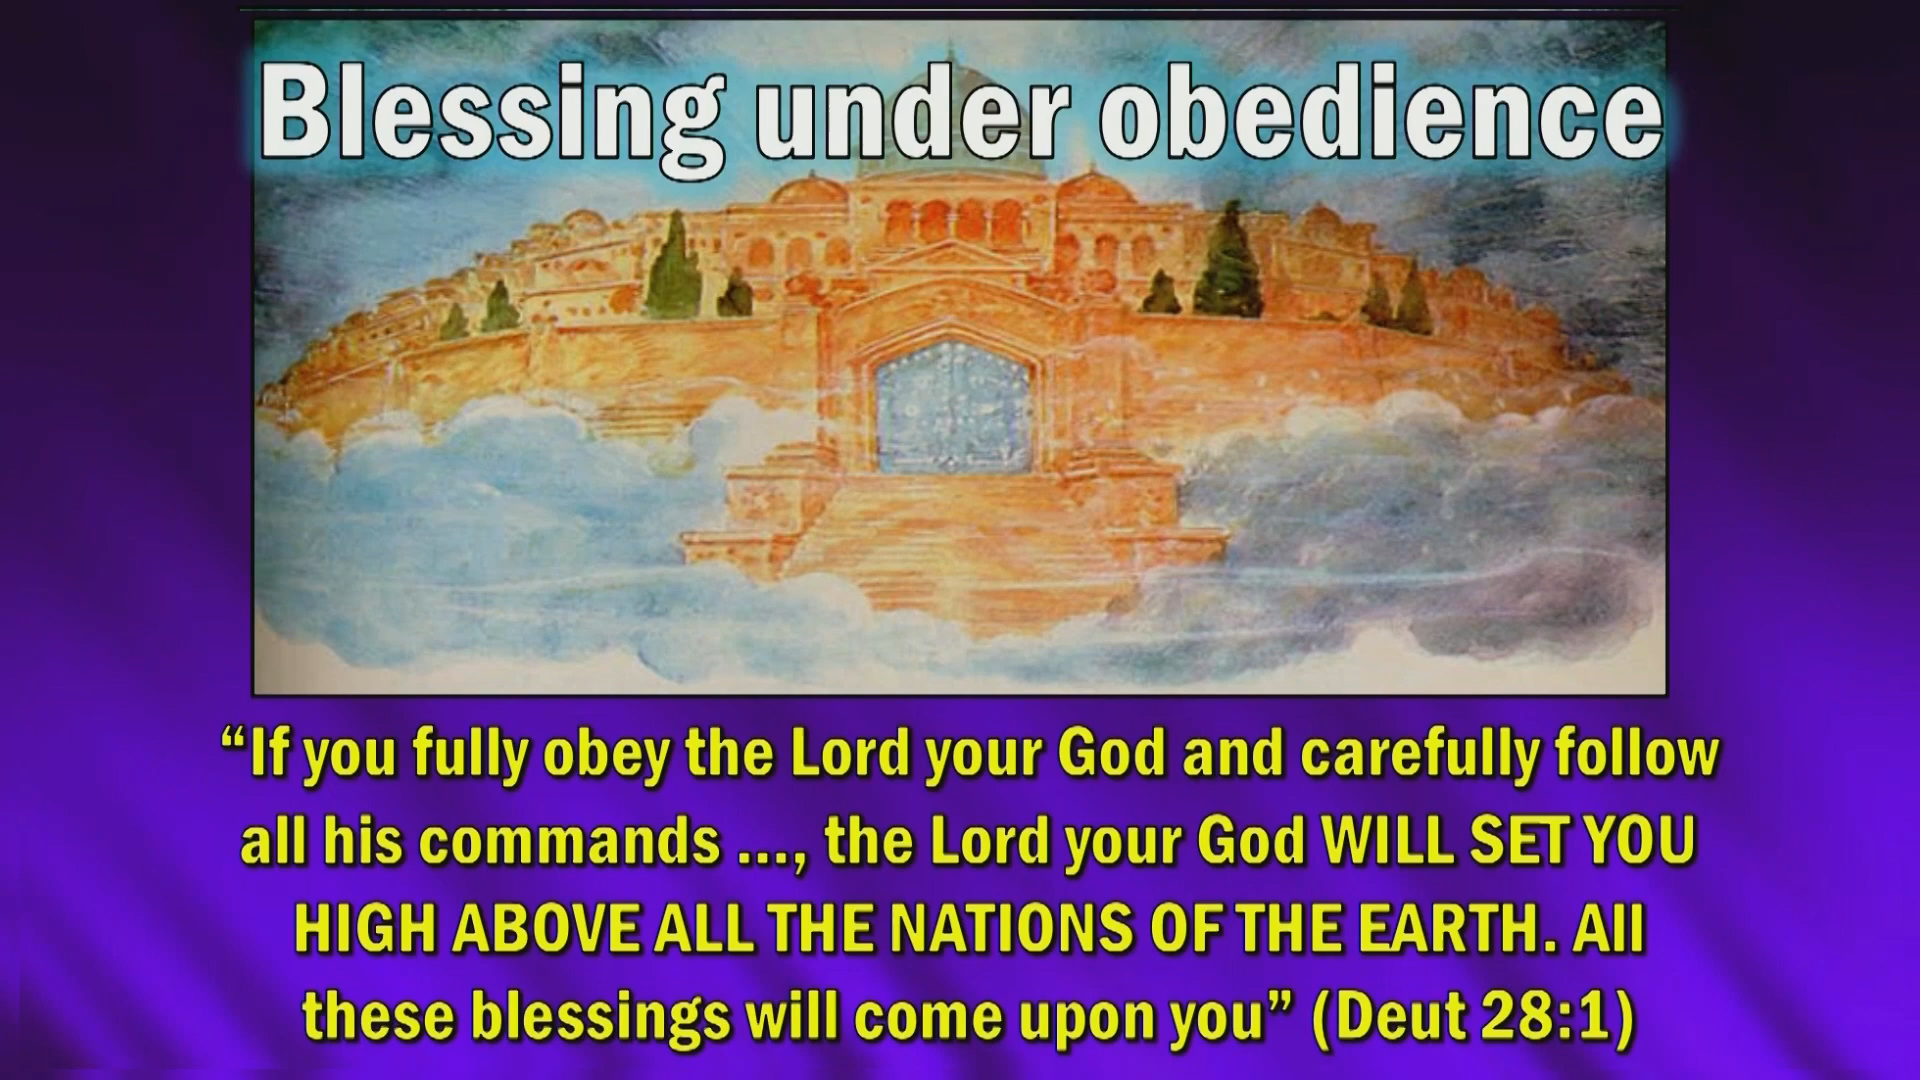 Blessing under obedience
“If you fully obey the Lord your God and carefully follow
all his commands ..., the Lord your God WILL SET YOU
HIGH ABOVE ALL THE NATIONS OF THE EARTH. All
these blessings will come upon you” (Deut 28:1)